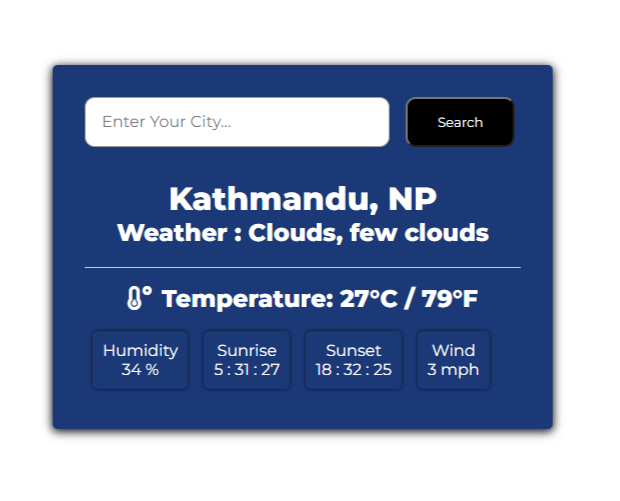 Enter Your City...
Search
Kathmandu, NP
Weather : Clouds, few clouds
Temperature: 27°C / 79°F
Humidity
34 %
Sunrise
5 : 31 : 27
Sunset
18 : 32 : 25
Wind
3 mph